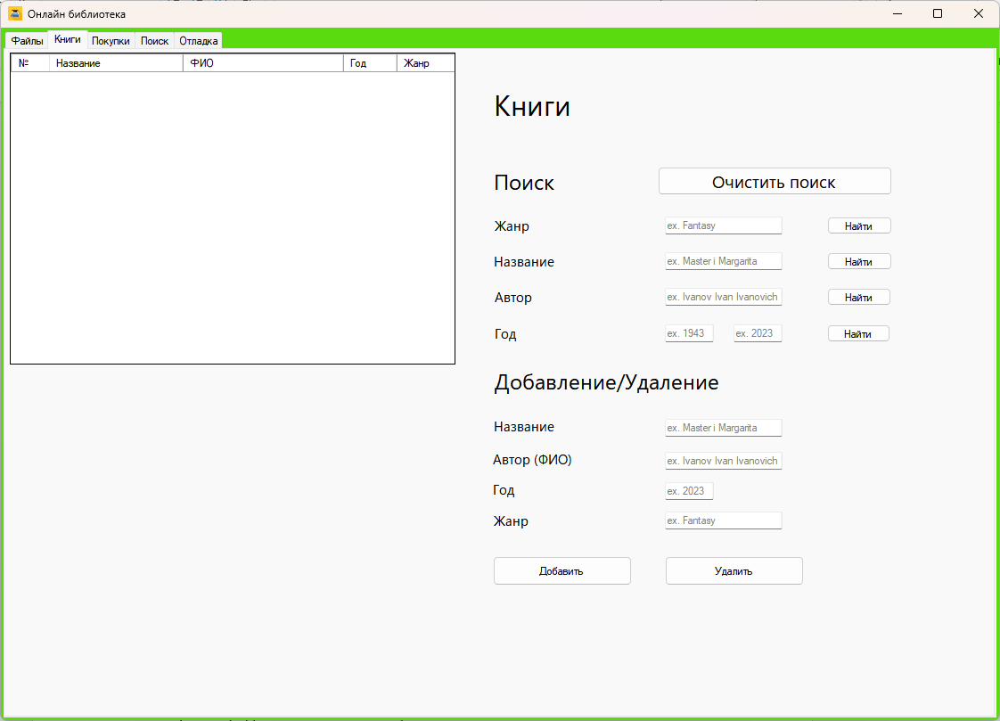 Онлайн библиотека
Файлы Книги Покупки Поиск Отладка
№ Название ФИО Год Жанр
Книги
Поиск Очистить поиск
Жанр ex. Fantasy Найти
Название ex. Master i Margarita Найти
Автор ex. Ivanov Ivan Ivanovich Найти
Год ex. 1943 ex. 2023 Найти
Добавление/Удаление
Название ex. Master i Margarita
Автор (ФИО) ex. Ivanov Ivan Ivanovich
Год ex. 2023
Жанр ex. Fantasy
Добавить Удалить